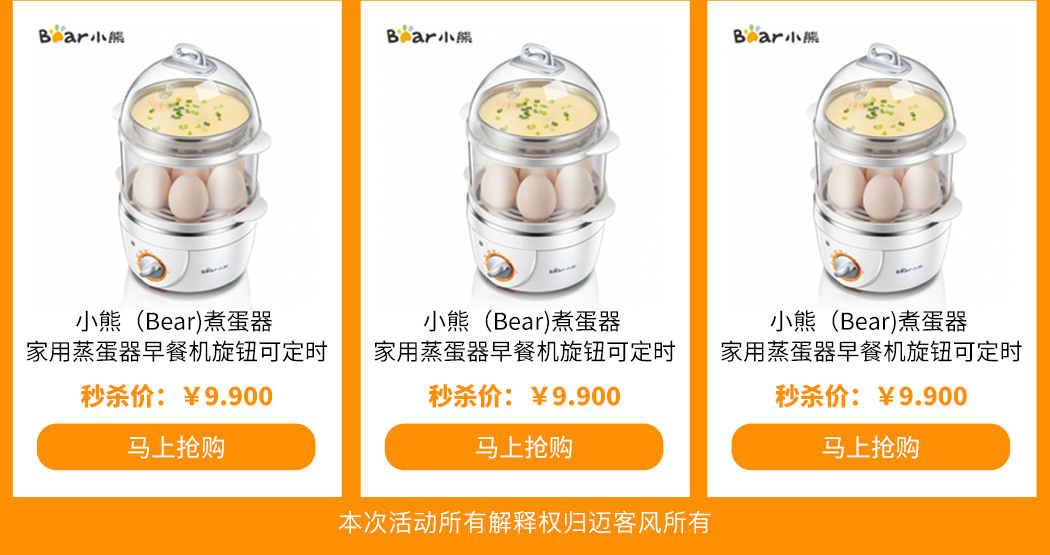 Bear小熊
小熊（Bear)煮蛋器
家用蒸蛋器早餐机旋钮可定时
秒杀价：￥9.900
马上抢购
Bear小熊
小熊（Bear)煮蛋器
家用蒸蛋器早餐机旋钮可定时
秒杀价：￥9.900
马上抢购
Bear小熊
小熊（Bear)煮蛋器
家用蒸蛋器早餐机旋钮可定时
秒杀价：￥9.900
马上抢购
本次活动所有解释权归迈客风所有